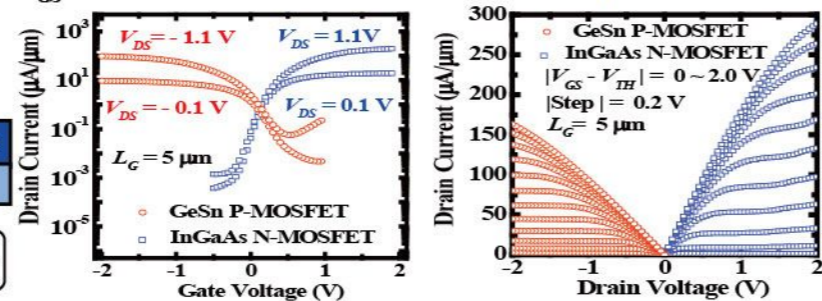 Drain Current (µA/µm)
10³
10¹
10⁻¹
10⁻³
10⁻⁵
V_DS = - 1.1 V
V_DS = 1.1V
V_DS = - 0.1 V
V_DS = 0.1 V
L_G = 5 µm
GeSn P-MOSFET
InGaAs N-MOSFET
-2 -1 0 1 2
Gate Voltage (V)
Drain Current (µA/µm)
300
250
200
150
100
50
0
GeSn P-MOSFET
InGaAs N-MOSFET
|V_GS - V_TH| = 0 ~ 2.0 V
|Step| = 0.2 V
L_G = 5 µm
-2 -1 0 1 2
Drain Voltage (V)